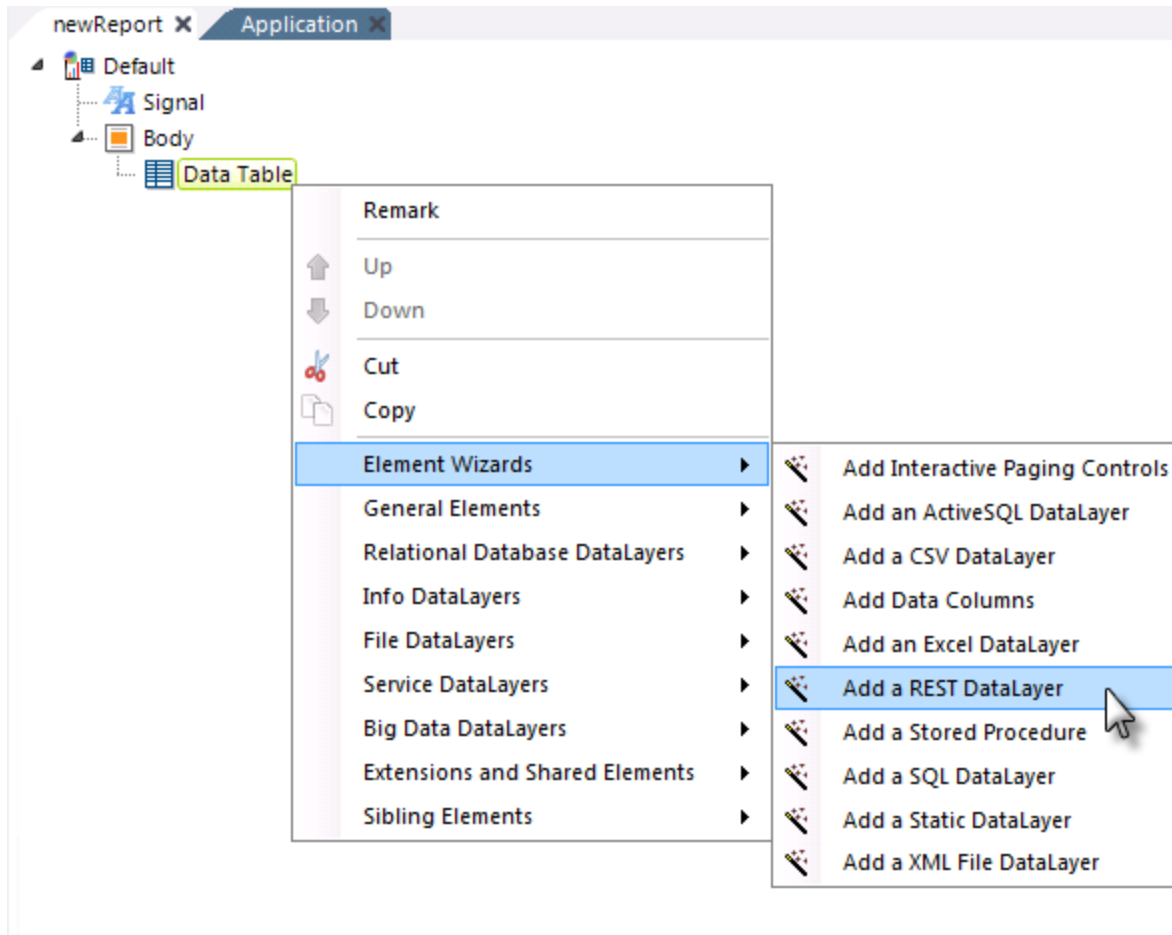 newReport Application
Default
Signal
Body
Data Table
Remark
Up
Down
Cut
Copy
Element Wizards
General Elements
Relational Database DataLayers
Info DataLayers
File DataLayers
Service DataLayers
Big Data DataLayers
Extensions and Shared Elements
Sibling Elements
Add Interactive Paging Controls
Add an ActiveSQL DataLayer
Add a CSV DataLayer
Add Data Columns
Add an Excel DataLayer
Add a REST DataLayer
Add a Stored Procedure
Add a SQL DataLayer
Add a Static DataLayer
Add a XML File DataLayer